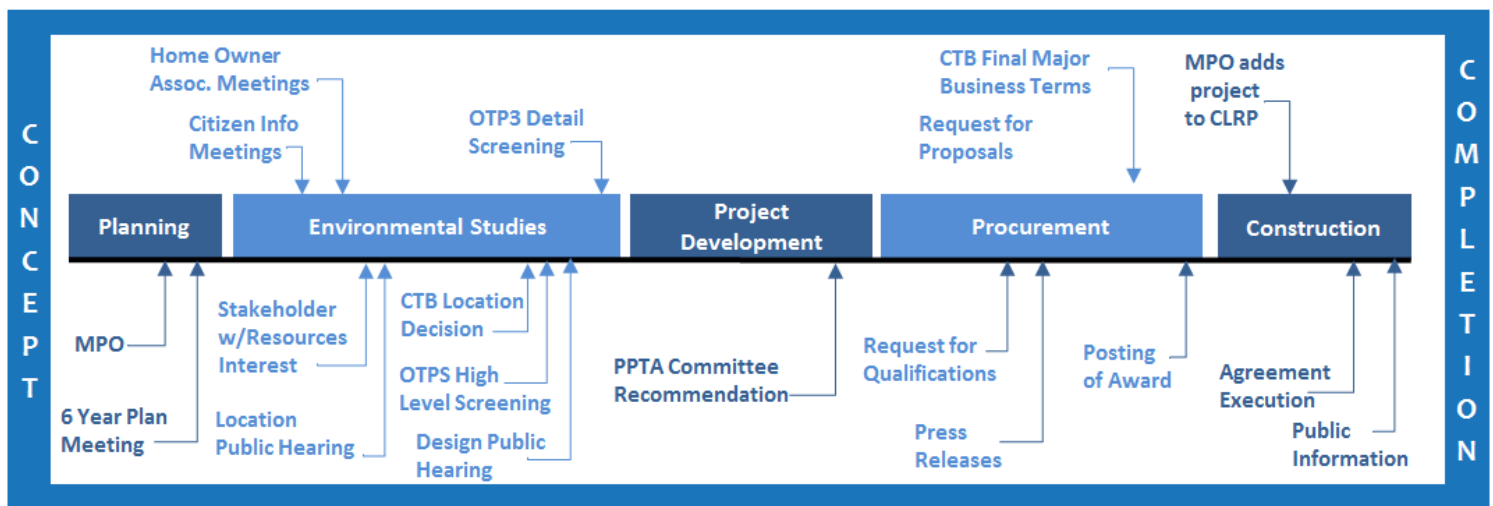 CONCEPT
Home Owner
Assoc. Meetings
Citizen Info
Meetings
OTP3 Detail
Screening
CTB Final Major
Business Terms
Request for
Proposals
MPO adds
project
to CLRP
Planning
Environmental Studies
Project
Development
Procurement
Construction
MPO
6 Year Plan
Meeting
Stakeholder
w/Resources
Interest
Location
Public Hearing
CTB Location
Decision
OTPS High
Level Screening
Design Public
Hearing
PPTA Committee
Recommendation
Request for
Qualifications
Press
Releases
Posting
of Award
Agreement
Execution
Public
Information
COMPLETION